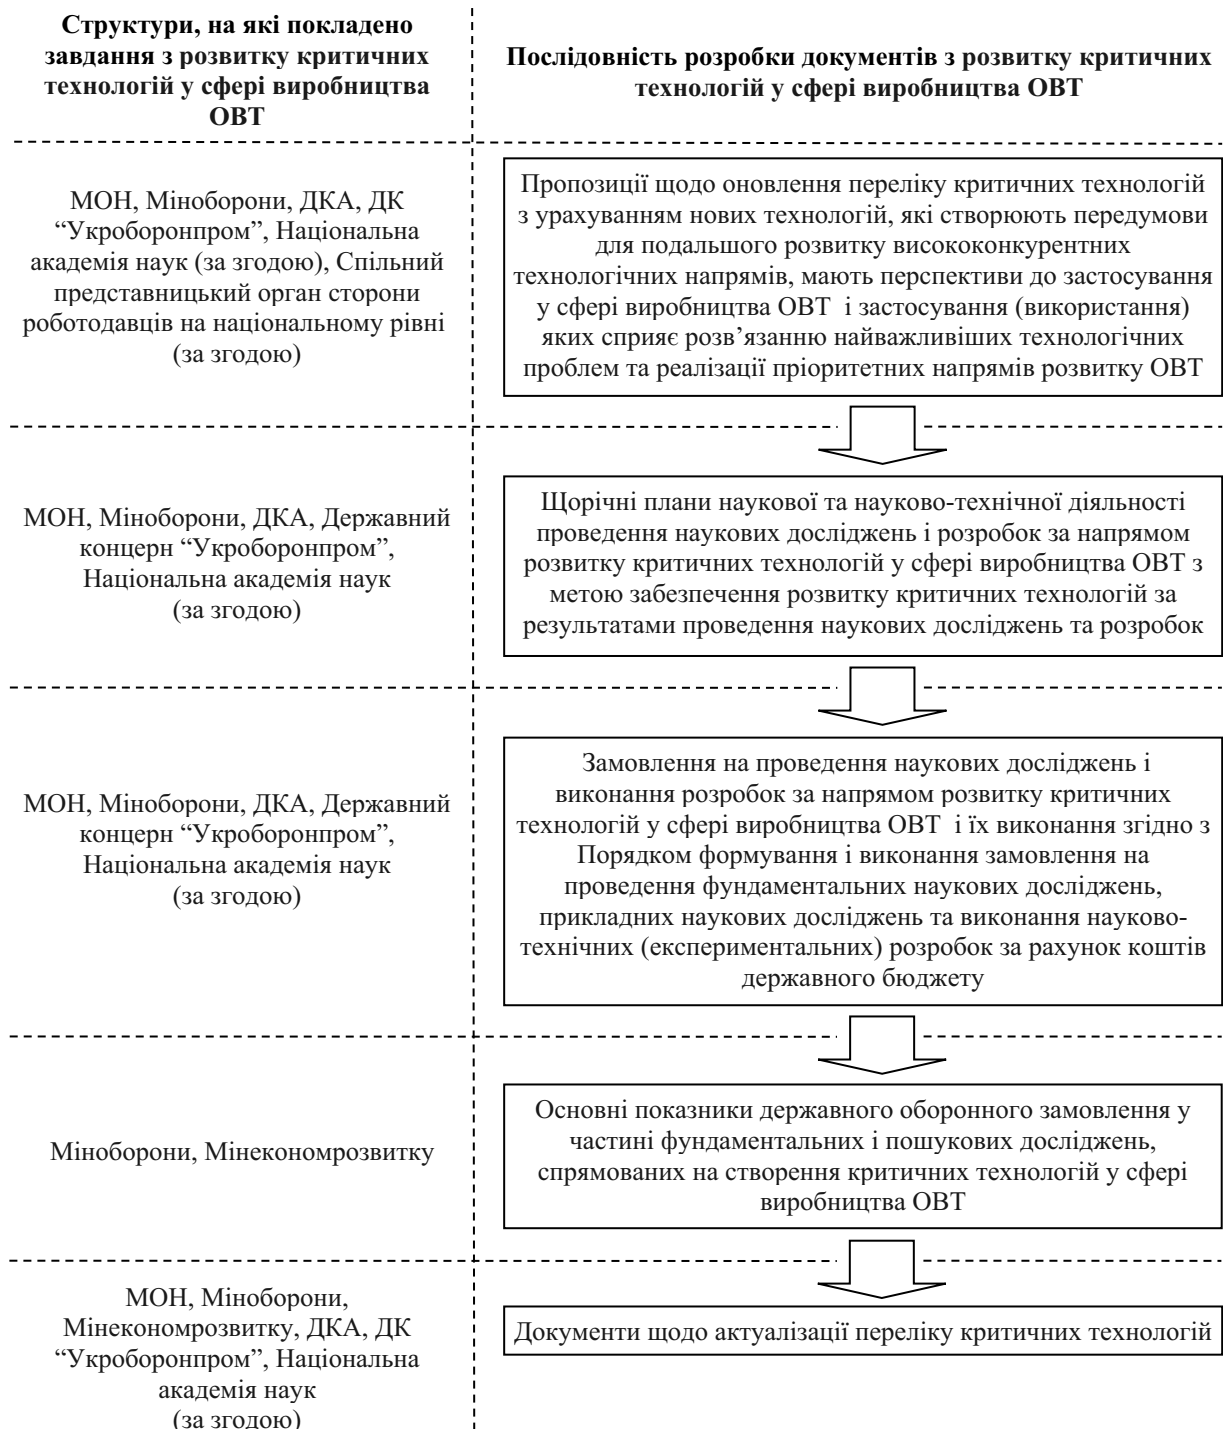 Структури, на які покладено
завдання з розвитку критичних
технологій у сфері виробництва
ОВТ
Послідовність розробки документів з розвитку критичних
технологій у сфері виробництва ОВТ
МОН, Міноборони, ДКА, ДК
“Укроборонпром”, Національна
академія наук (за згодою), Спільний
представницький орган сторони
роботодавців на національному рівні
(за згодою)
Пропозиції щодо оновлення переліку критичних технологій
з урахуванням нових технологій, які створюють передумови
для подальшого розвитку висококонкурентних
технологічних напрямів, мають перспективи до застосування
у сфері виробництва ОВТ і застосування (використання)
яких сприяє розв’язанню найважливіших технологічних
проблем та реалізації пріоритетних напрямів розвитку ОВТ
МОН, Міноборони, ДКА, Державний
концерн “Укроборонпром”,
Національна академія наук
(за згодою)
Щорічні плани наукової та науково-технічної діяльності
проведення наукових досліджень і розробок за напрямом
розвитку критичних технологій у сфері виробництва ОВТ з
метою забезпечення розвитку критичних технологій за
результатами проведення наукових досліджень та розробок
МОН, Міноборони, ДКА, Державний
концерн “Укроборонпром”,
Національна академія наук
(за згодою)
Замовлення на проведення наукових досліджень і
виконання розробок за напрямом розвитку критичних
технологій у сфері виробництва ОВТ і їх виконання згідно з
Порядком формування і виконання замовлення на
проведення фундаментальних наукових досліджень,
прикладних наукових досліджень та виконання науково-
технічних (експериментальних) розробок за рахунок коштів
державного бюджету
Міноборони, Мінекономрозвитку
Основні показники державного оборонного замовлення у
частині фундаментальних і пошукових досліджень,
спрямованих на створення критичних технологій у сфері
виробництва ОВТ
МОН, Міноборони,
Мінекономрозвитку, ДКА, ДК
“Укроборонпром”, Національна
академія наук
(за згодою)
Документи щодо актуалізації переліку критичних технологій